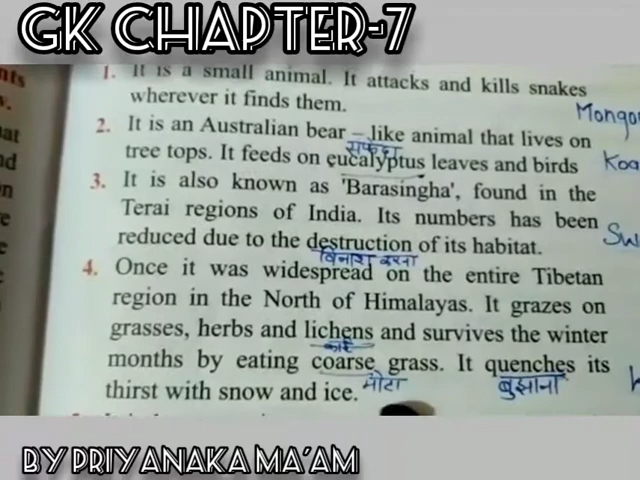 GK CHAPTER-7
1. It is a small animal. It attacks and kills snakes
wherever it finds them.
Mongo
2. It is an Australian bear – like animal that lives on
सफेदा
tree tops. It feeds on eucalyptus leaves and birds
Koa
3. It is also known as 'Barasingha', found in the
Terai regions of India. Its numbers has been
Sw
reduced due to the destruction of its habitat.
विनाश करना
4. Once it was widespread on the entire Tibetan
region in the North of Himalayas. It grazes on
grasses, herbs and lichens and survives the winter
काई
months by eating coarse grass. It quenches its
मोटा
बुझाना
thirst with snow and ice.
BY PRIYANAKA MA'AM